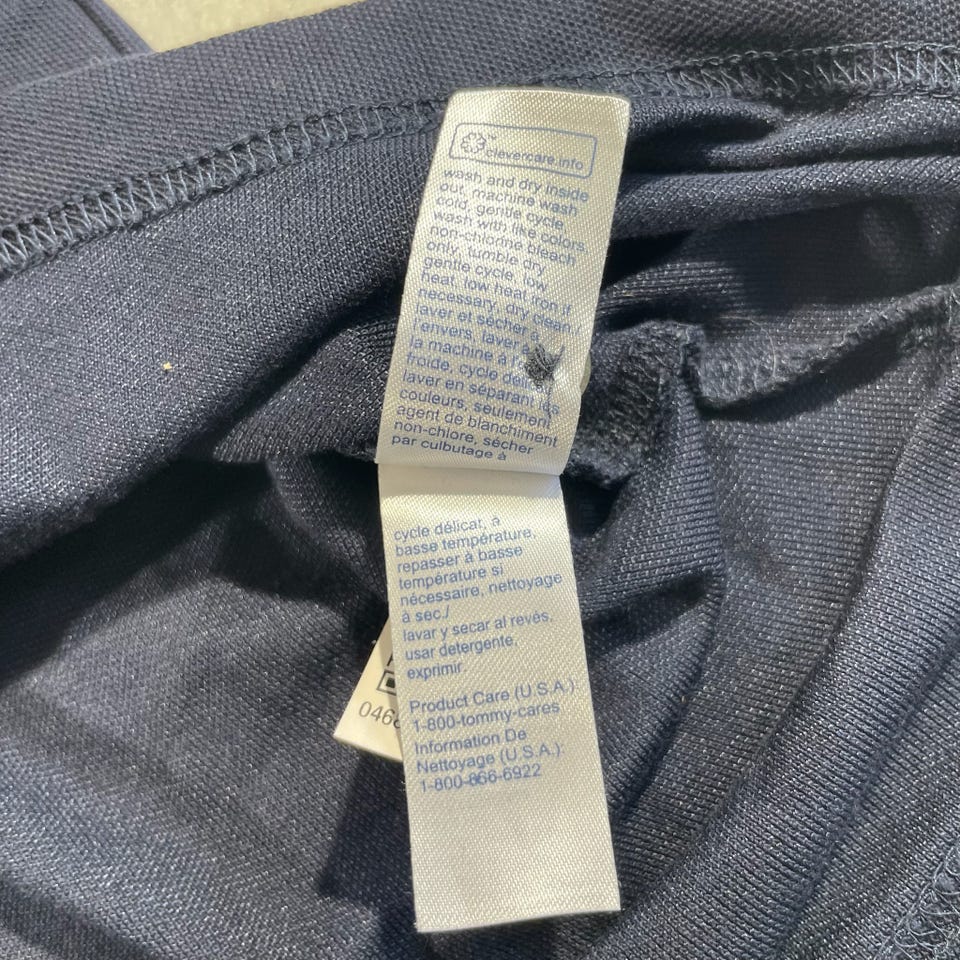 clevercare.info
wash and dry inside
out, machine wash
cold, gentle cycle,
wash with like colors,
non-chlorine bleach
only, tumble dry
gentle cycle, low
heat, low heat iron if
necessary, dry clean/
laver et sécher
l'envers, laver
la machine à
froide, cycle
laver en séparant les
couleurs, seulement
agent de blanchiment
non-chlore, sécher
par culbutage à
cycle délicat, à
basse température,
repasser à basse
température si
nécessaire, nettoyage
à sec./
lavar y secar al revés,
usar detergente,
exprimir.
Product Care (U.S.A.):
1-800-tommy-cares
Information De
Nettoyage (U.S.A.):
1-800-866-6922